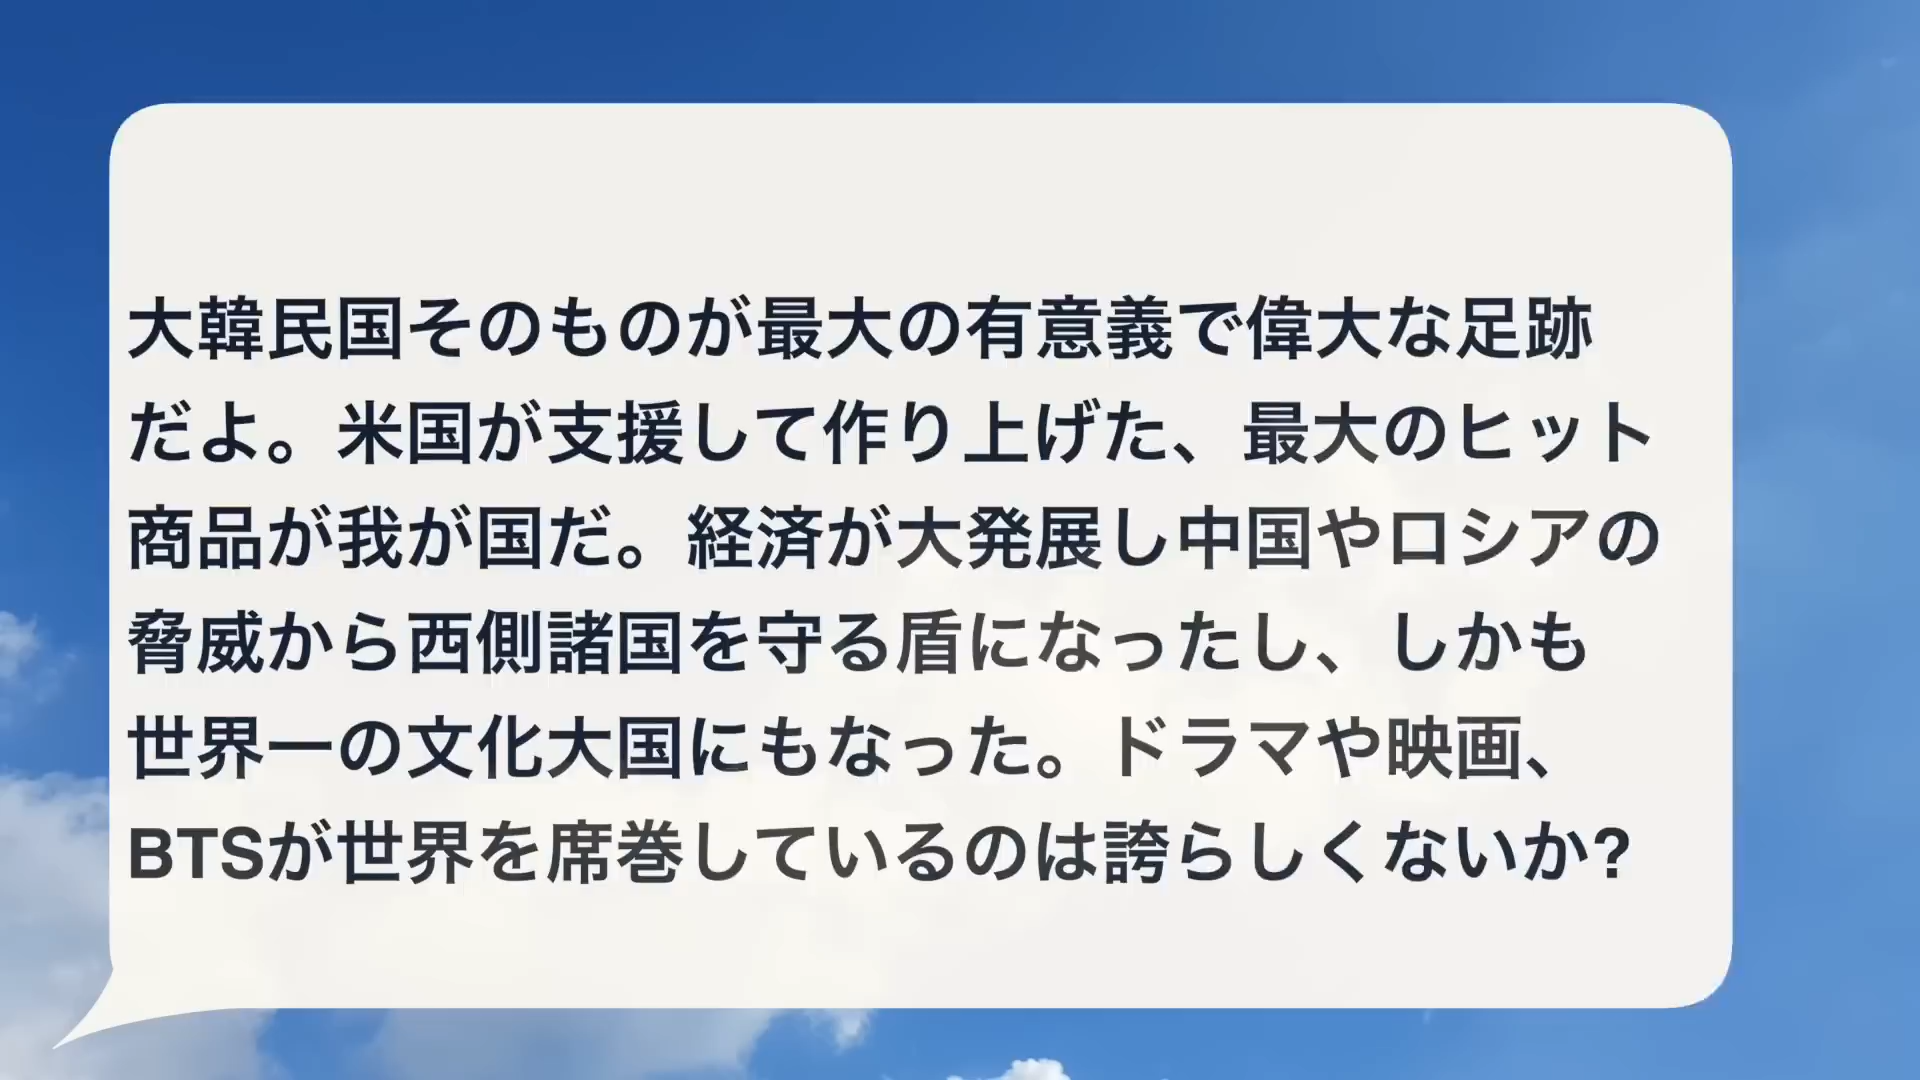 大韓民国そのものが最大の有意義で偉大な足跡
だよ。米国が支援して作り上げた、最大のヒット
商品が我が国だ。経済が大発展し中国やロシアの
脅威から西側諸国を守る盾になったし、しかも
世界一の文化大国にもなった。ドラマや映画、
BTSが世界を席巻しているのは誇らしくないか?